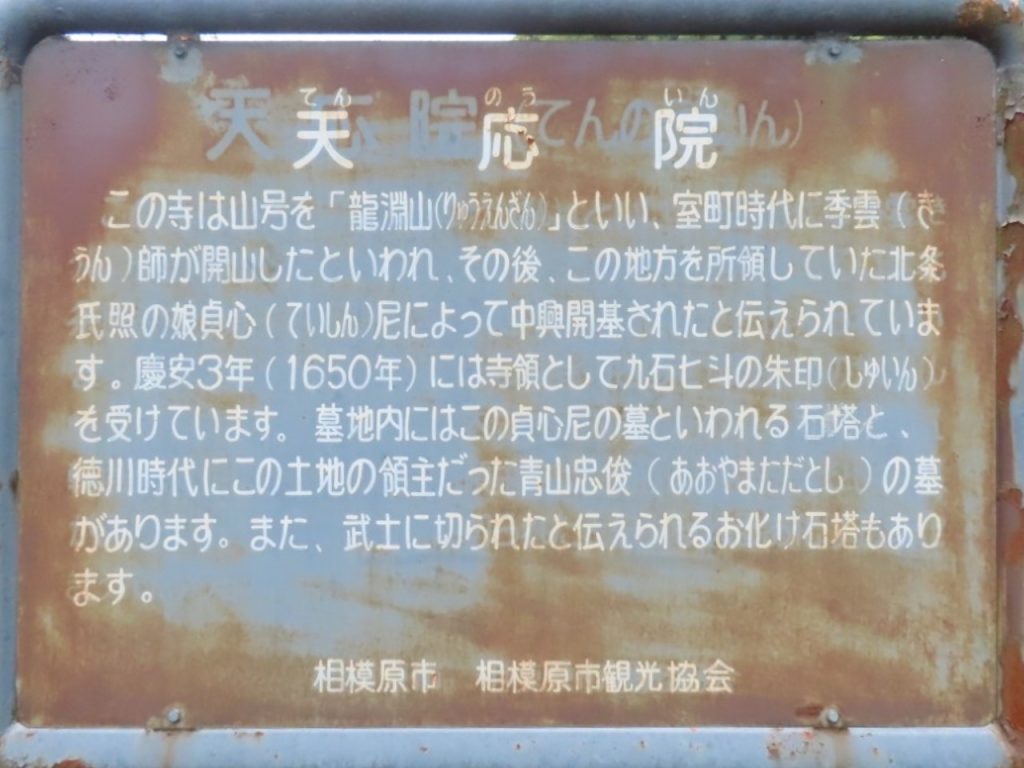 てん のう いん
天 応 院
この寺は山号を「龍淵山(りゅうえんざん)」といい、室町時代に季雲(き
うん)師が開山したといわれ、その後、この地方を所領していた北条
氏照の娘貞心(ていしん)尼によって中興開基されたと伝えられていま
す。慶安3年(1650年)には寺領として九石七斗の朱印(しゅいん)
を受けています。墓地内にはこの貞心尼の墓といわれる石塔と、
徳川時代にこの土地の領主だった青山忠俊(あおやまただとし)の墓
があります。また、武士に切られたと伝えられるお化け石塔もあり
ます。
相模原市 相模原市観光協会